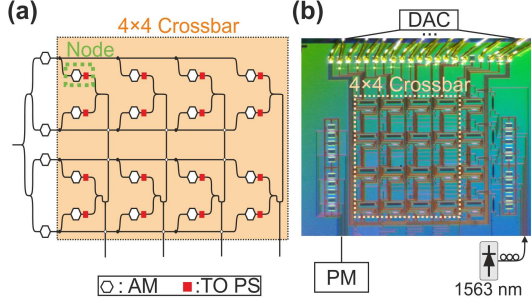 (a)
4×4 Crossbar
Node
: AM
:TO PS
(b)
DAC
...
4×4 Crossbar
PM
1563 nm